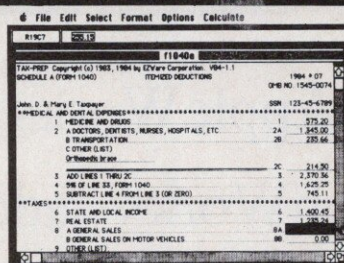 File Edit Select Format Options Calculate
R19C7 255.15
f1040a
TAX-PREP Copyright (c) 1983, 1984 by EZWare Corporation. V84-1.1
SCHEDULE A (FORM 1040) ITEMIZED DEDUCTIONS 1984 * 07
OMB NO. 1545-0074
John. D. & Mary E. Taxpayer SSN 123-45-6789
**MEDICAL AND DENTAL EXPENSES**
1 MEDICINE AND DRUGS 1 575.20
2 A DOCTORS, DENTISTS, NURSES, HOSPITALS, ETC. 2A 1,345.00
B TRANSPORTATION 2B 235.66
C OTHER (LIST)
Orthopedic brace
2C 214.50
3 ADD LINES 1 THRU 2C 3 2,370.36
4 5% OF LINE 33, FORM 1040 4 1,625.25
5 SUBTRACT LINE 4 FROM LINE 3 (OR ZERO) 5 745.11
**TAXES**
6 STATE AND LOCAL INCOME 6 1,400.45
7 REAL ESTATE 7 1,235.24
8 A GENERAL SALES 8A
B GENERAL SALES ON MOTOR VEHICLES 8B 0.00
9 OTHER (LIST):